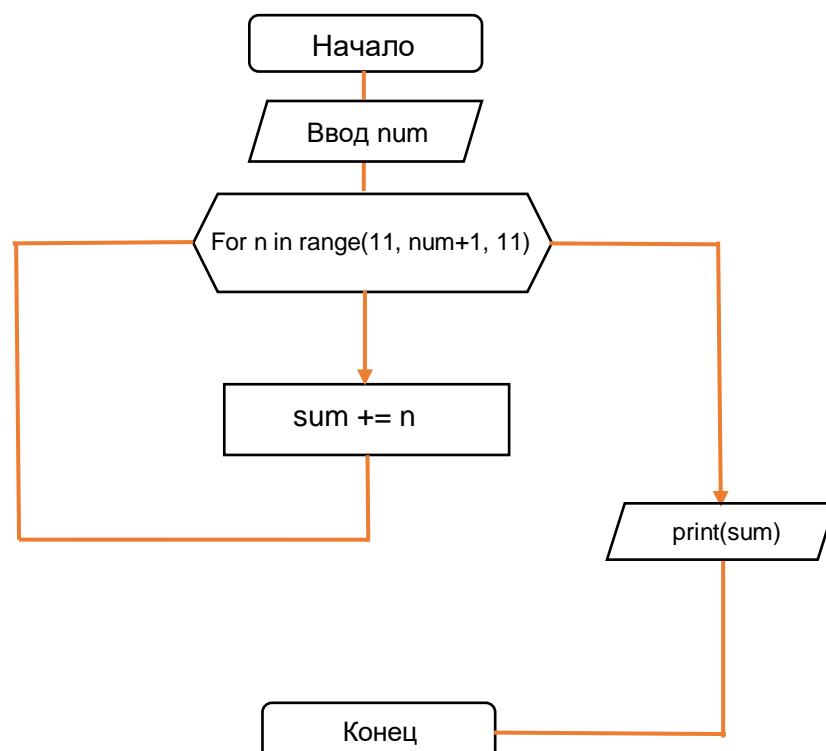 Начало
Ввод num
For n in range(11, num+1, 11)
sum += n
print(sum)
Конец